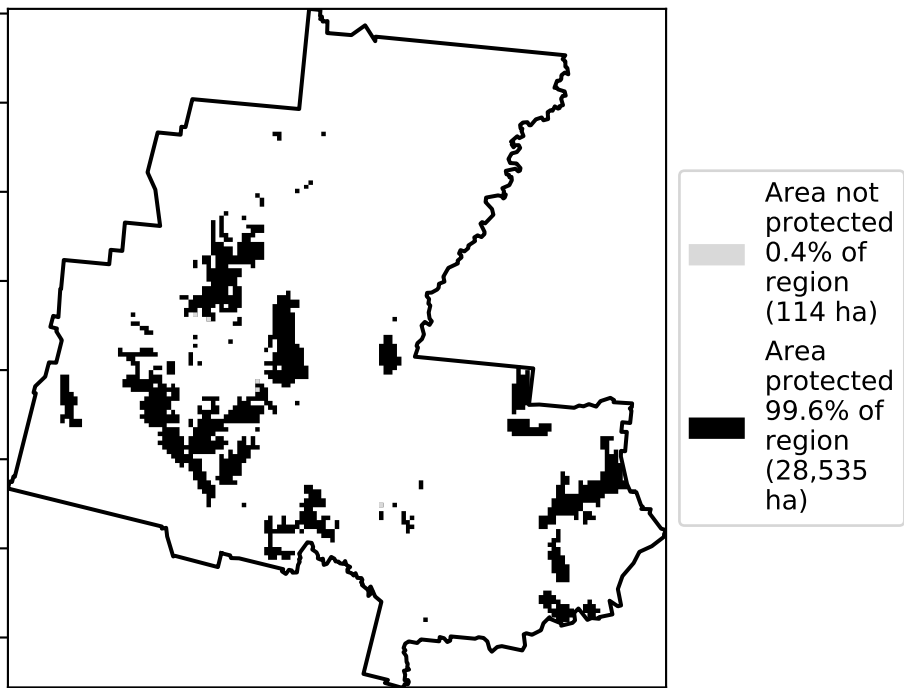 Area not
protected
0.4% of
region
(114 ha)
Area
protected
99.6% of
region
(28,535
ha)